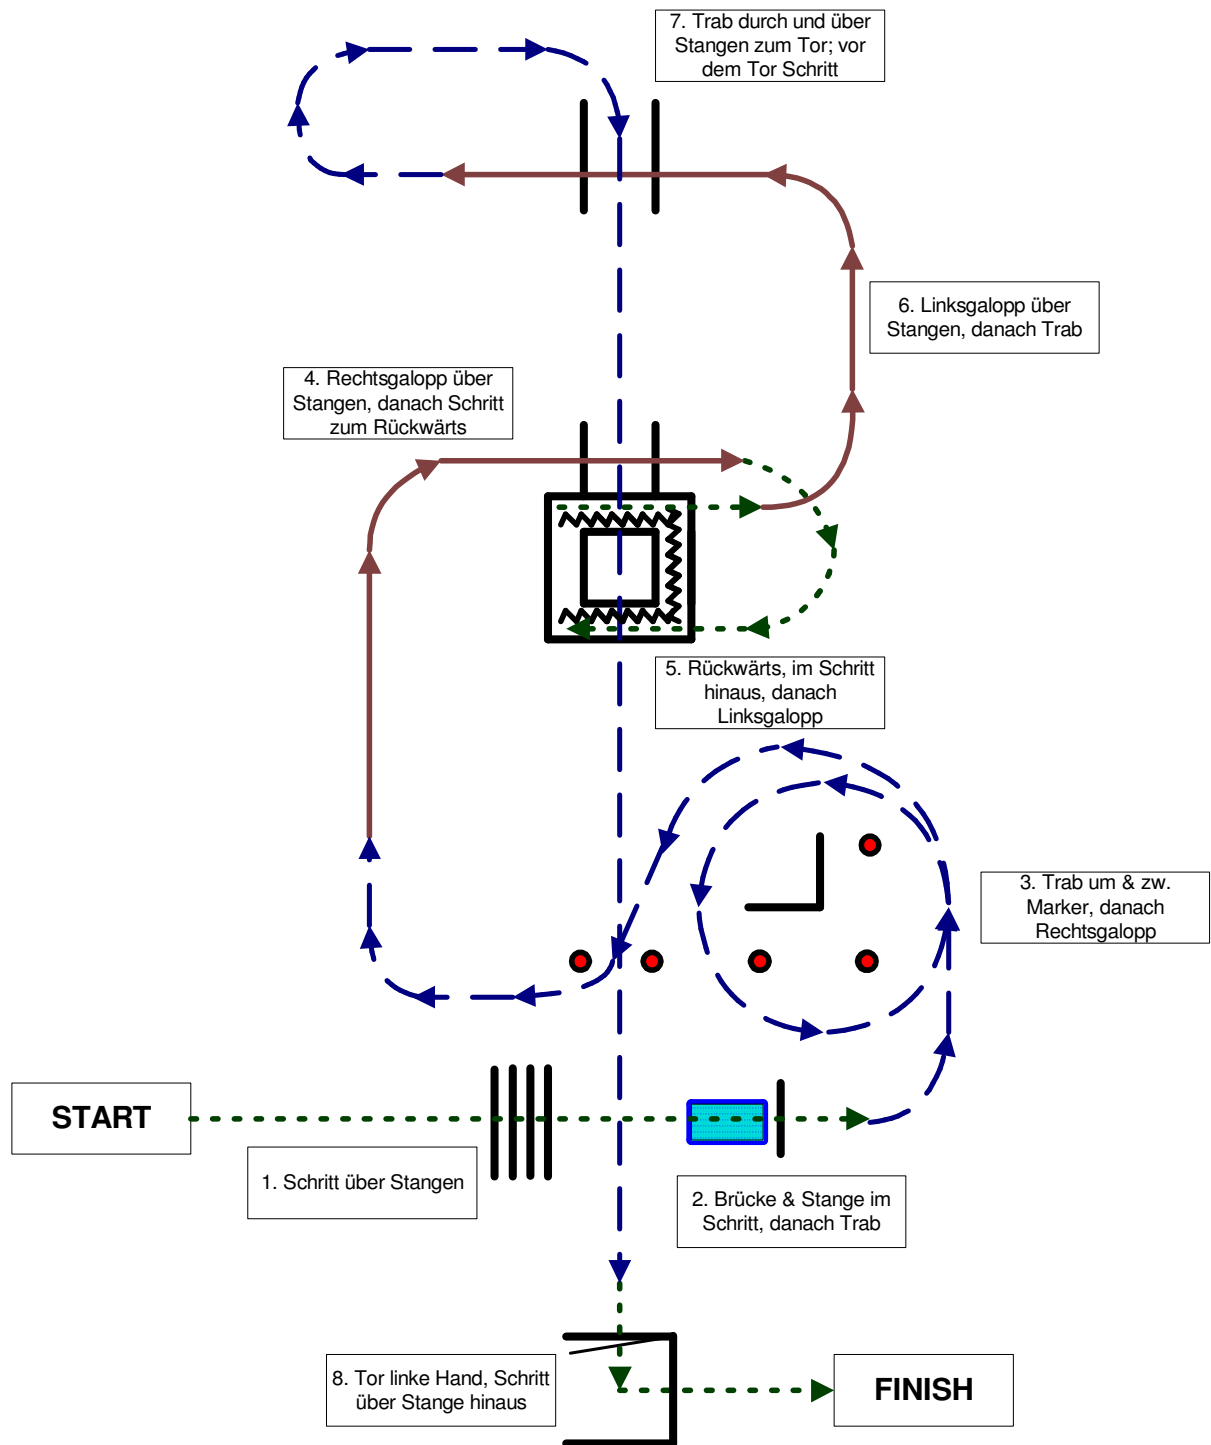 7. Trab durch und über
Stangen zum Tor; vor
dem Tor Schritt
6. Linksgalopp über
Stangen, danach Trab
4. Rechtsgalopp über
Stangen, danach Schritt
zum Rückwärts
5. Rückwärts, im Schritt
hinaus, danach
Linksgalopp
3. Trab um & zw.
Marker, danach
Rechtsgalopp
START
1. Schritt über Stangen
2. Brücke & Stange im
Schritt, danach Trab
8. Tor linke Hand, Schritt
über Stange hinaus
FINISH